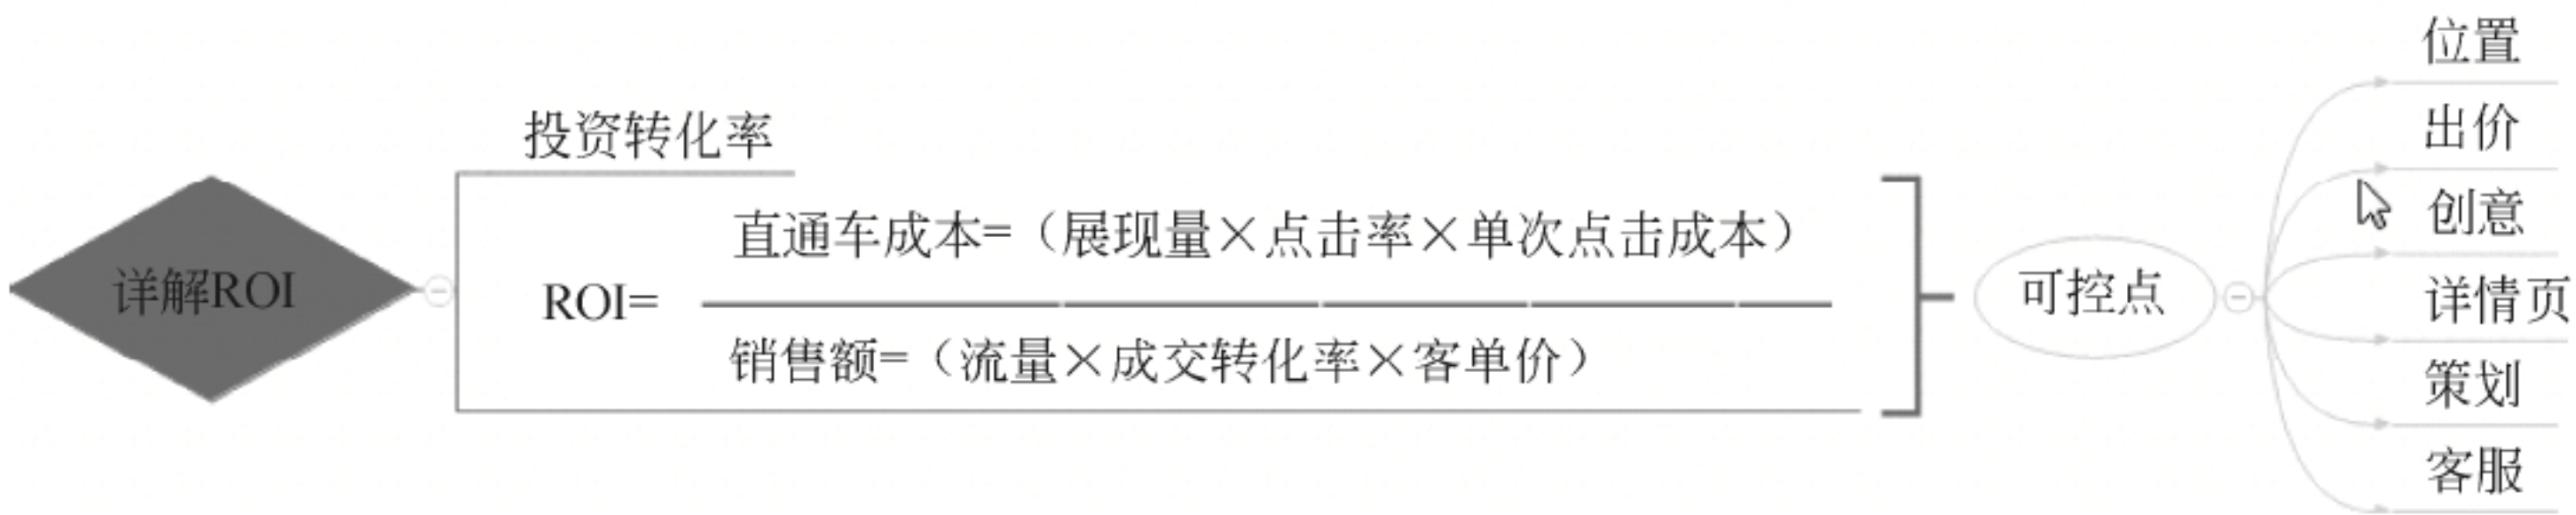 详解ROI
投资转化率
直通车成本=（展现量×点击率×单次点击成本）
ROI=
销售额=（流量×成交转化率×客单价）
可控点
位置
出价
创意
详情页
策划
客服